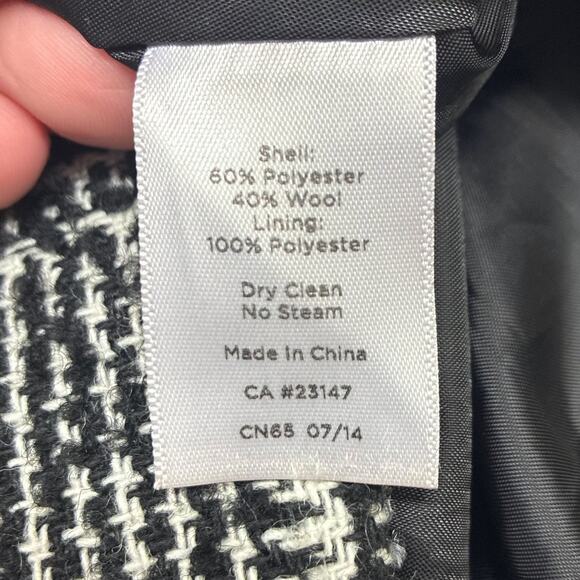 Shell:
60% Polyester
40% Wool
Lining:
100% Polyester
Dry Clean
No Steam
Made In China
CA #23147
CN65 07/14